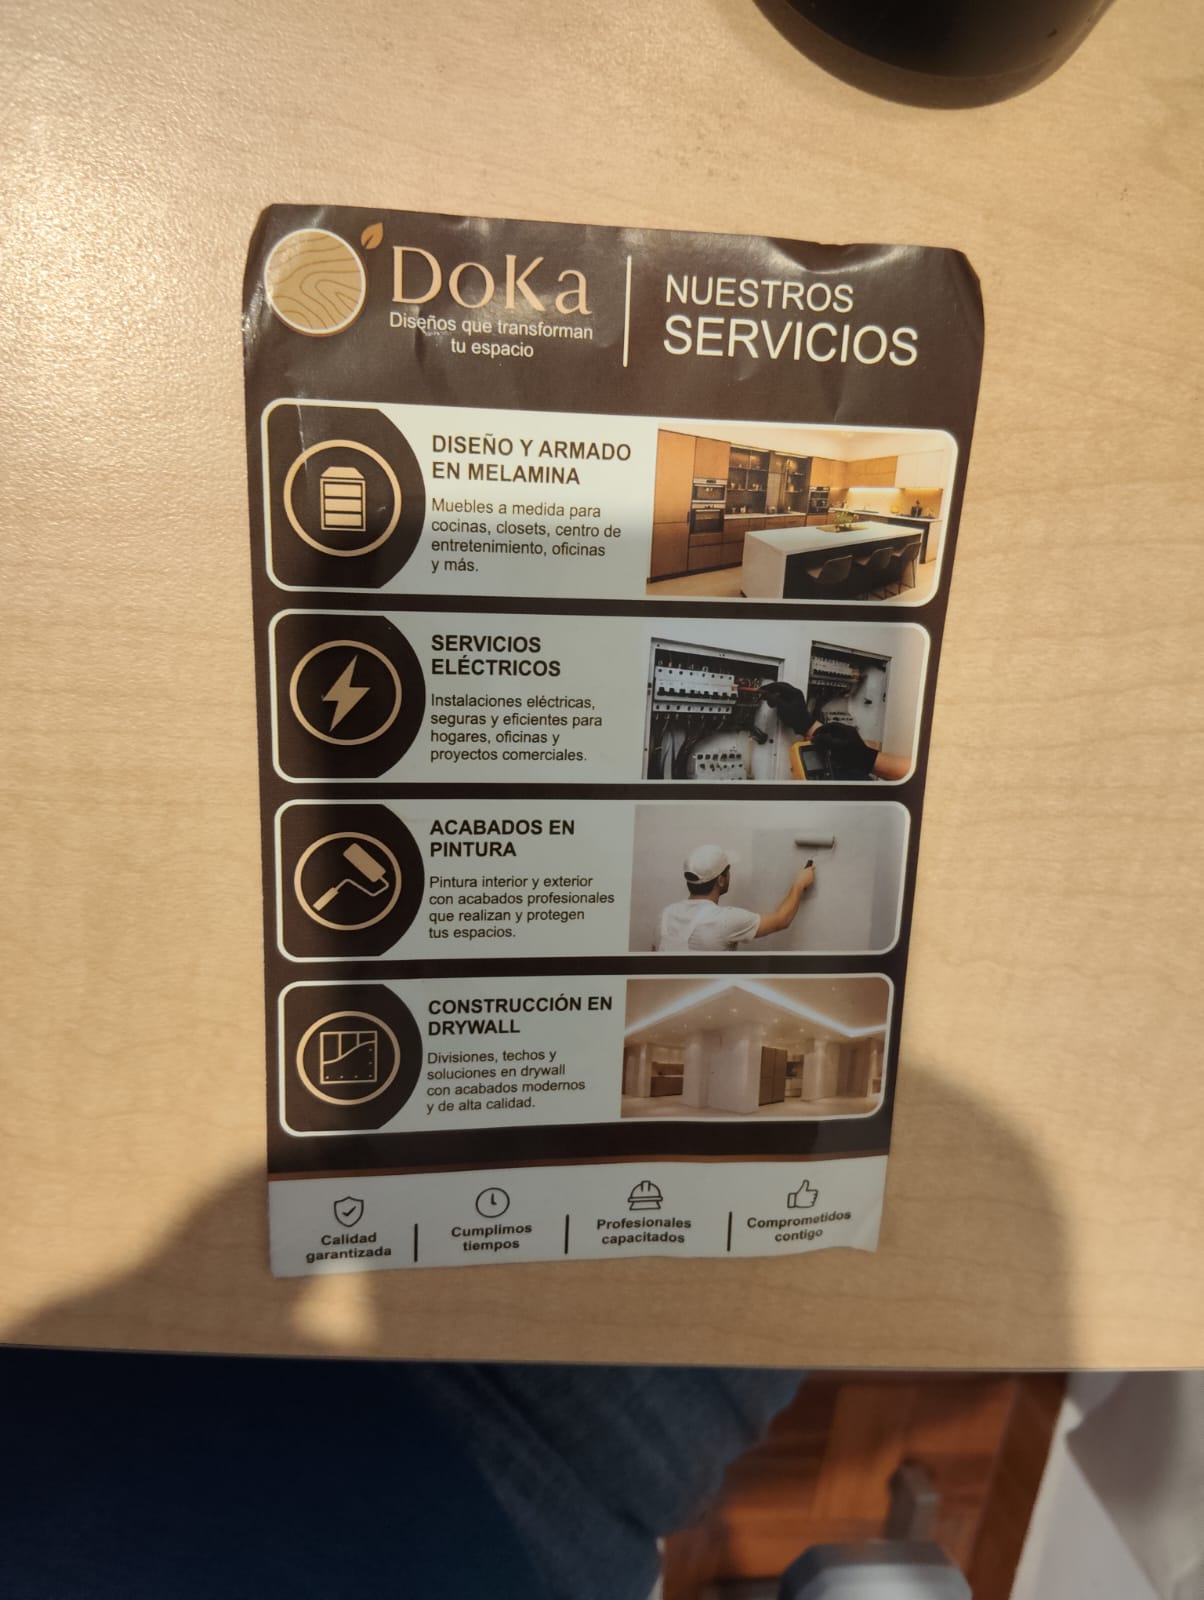 DoKa
Diseños que transforman
tu espacio
NUESTROS
SERVICIOS
DISEÑO Y ARMADO
EN MELAMINA
Muebles a medida para
cocinas, closets, centro de
entretenimiento, oficinas
y más.
SERVICIOS
ELÉCTRICOS
Instalaciones eléctricas,
seguras y eficientes para
hogares, oficinas y
proyectos comerciales.
ACABADOS EN
PINTURA
Pintura interior y exterior
con acabados profesionales
que realizan y protegen
tus espacios.
CONSTRUCCIÓN EN
DRYWALL
Divisiones, techos y
soluciones en drywall
con acabados modernos
y de alta calidad.
Calidad
garantizada
Cumplimos
tiempos
Profesionales
capacitados
Comprometidos
contigo